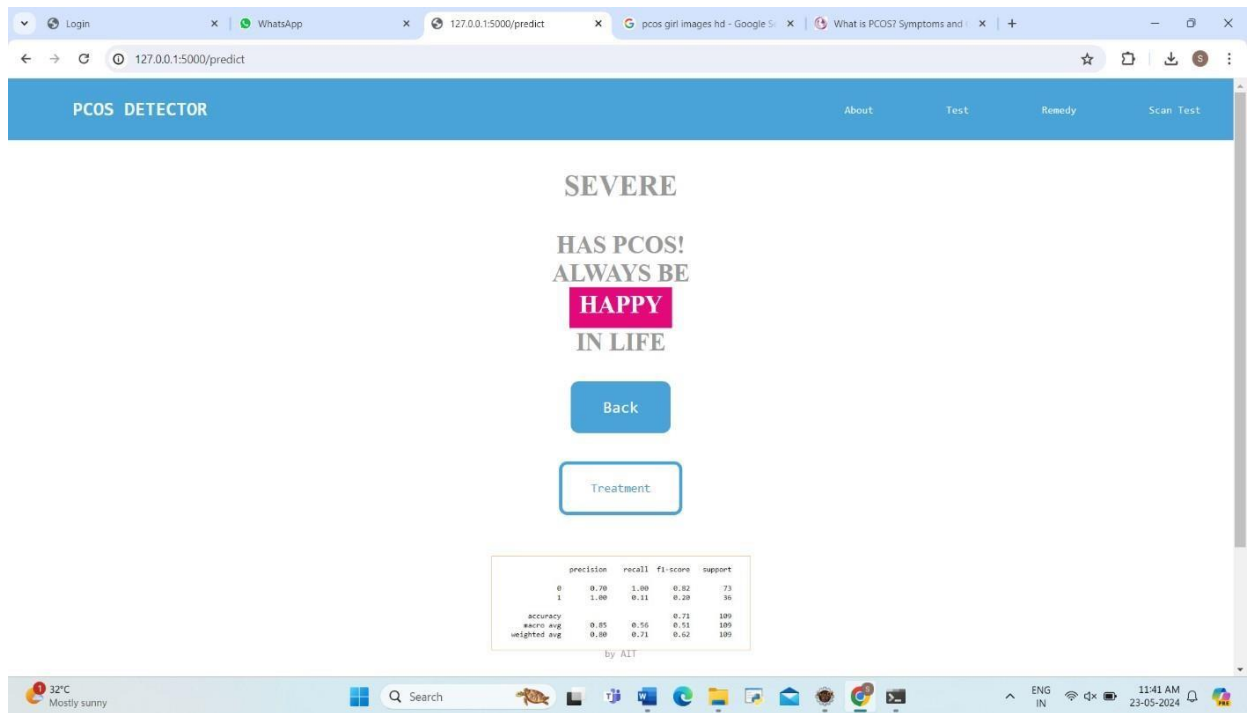 Login
WhatsApp
127.0.0.1:5000/predict
pcos girl images hd - Google S
What is PCOS? Symptoms and
127.0.0.1:5000/predict
S
PCOS DETECTOR
About Test Remedy Scan Test
SEVERE
HAS PCOS!
ALWAYS BE
HAPPY
IN LIFE
Back
Treatment
precision recall f1-score support
0 0.70 1.00 0.82 73
1 1.00 0.11 0.20 36
accuracy 0.71 109
macro avg 0.85 0.56 0.51 109
weighted avg 0.80 0.71 0.62 109
by AIT
1
32°C
Mostly sunny
Search
ENG
IN
11:41 AM
23-05-2024
PRE